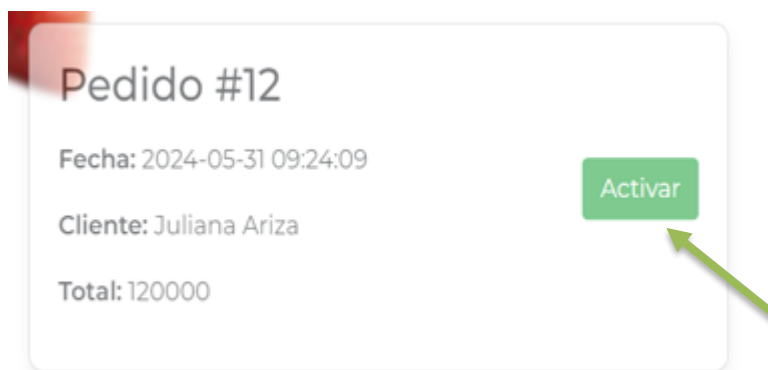 Pedido #12
Fecha: 2024-05-31 09:24:09
Activar
Cliente: Juliana Ariza
Total: 120000